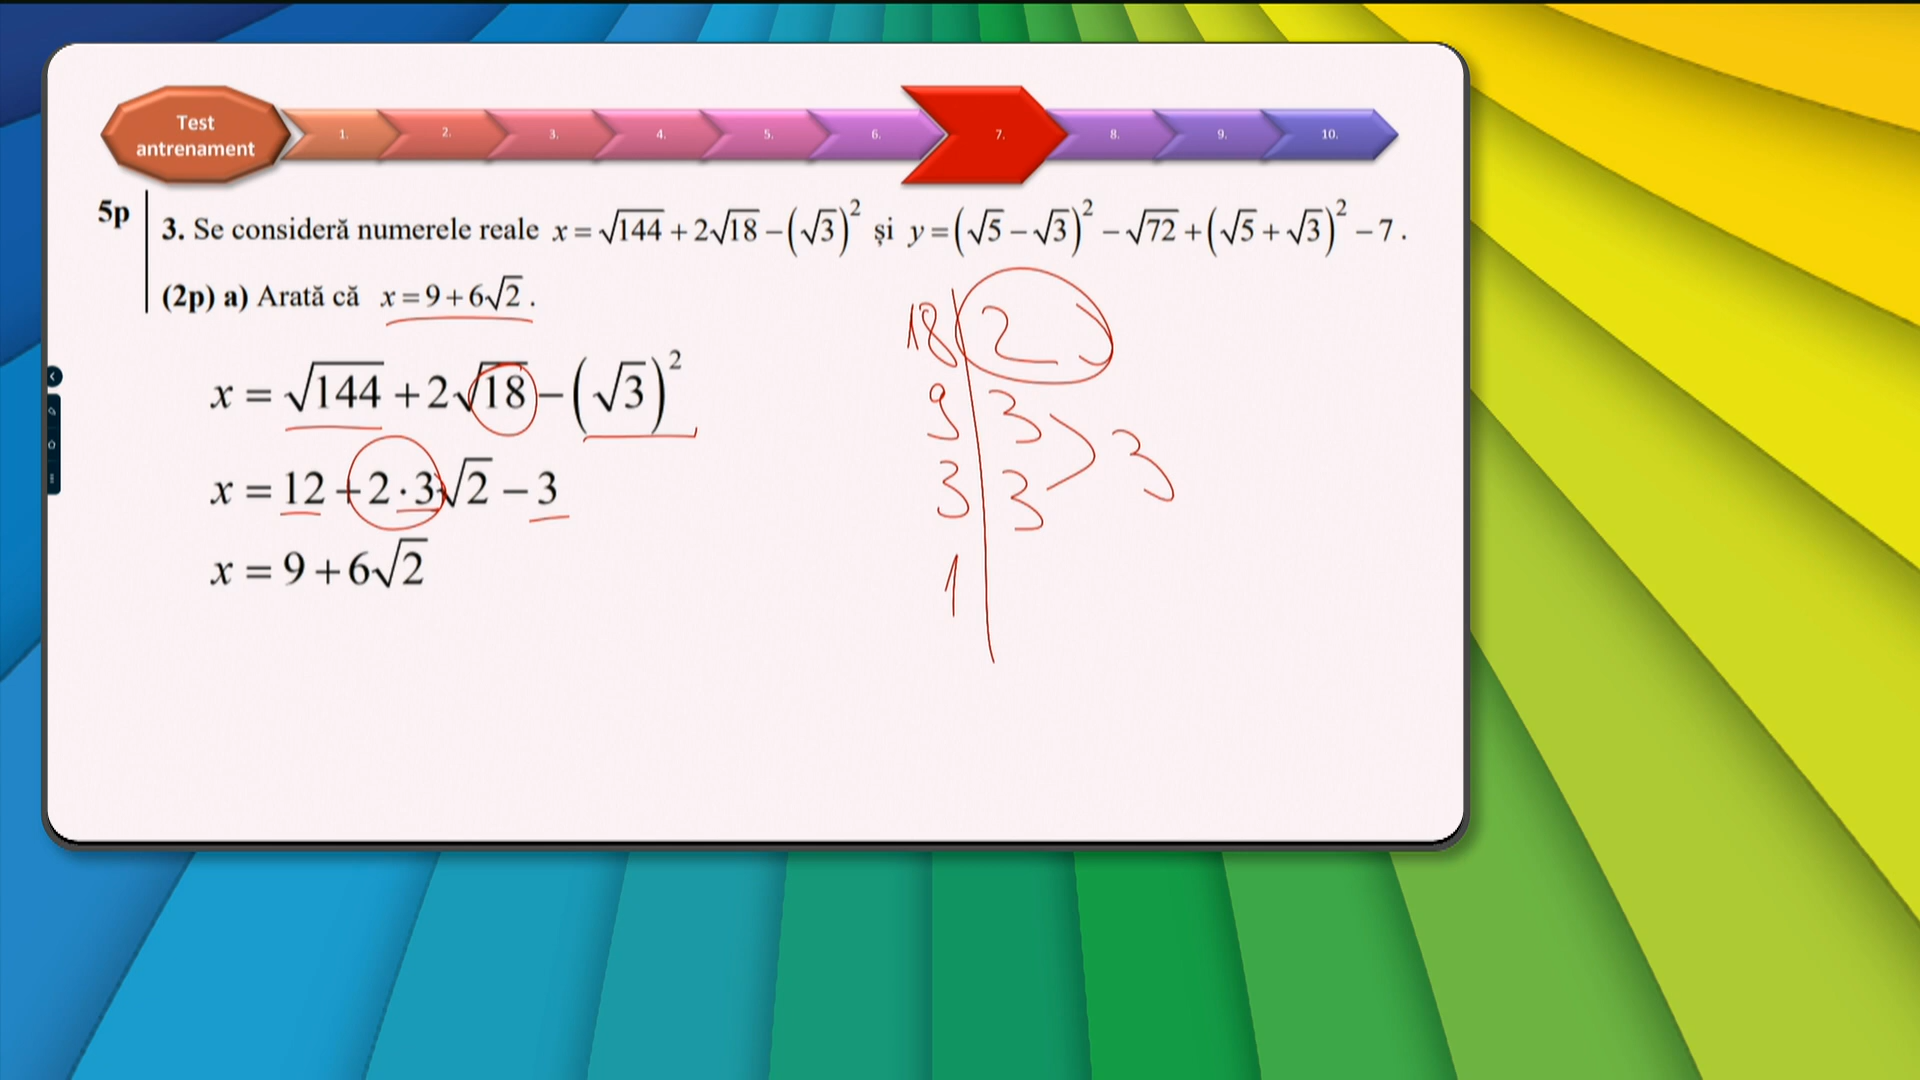 Test
antrenament
1. 2. 3. 4. 5. 6. 7. 8. 9. 10.
5p
3. Se consideră numerele reale x = √144 + 2√18 − (√3)² și y = (√5 − √3)² − √72 + (√5 + √3)² − 7 .
(2p) a) Arată că x = 9 + 6√2 .
x = √144 + 2√18 − (√3)²
x = 12 + 2 · 3√2 − 3
x = 9 + 6√2
18 | 2
9 | 3
3 | 3
1 |
> 3